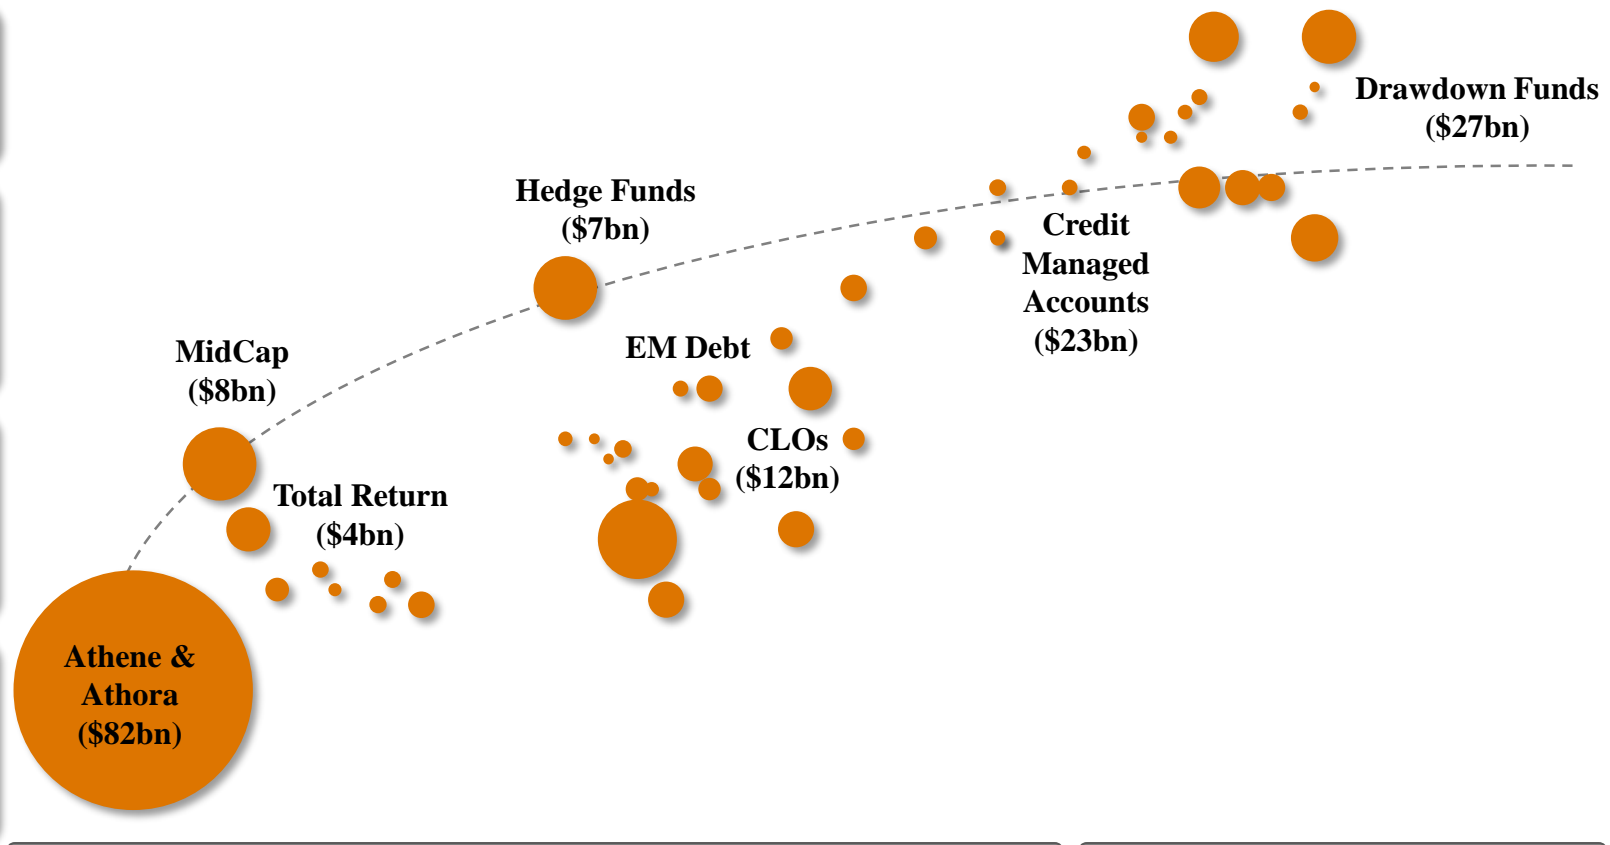 Drawdown Funds
($27bn)
Hedge Funds
($7bn)
Credit
Managed
Accounts
($23bn)
MidCap
($8bn)
EM Debt
CLOs
($12bn)
Total Return
($4bn)
Athene &
Athora
($82bn)